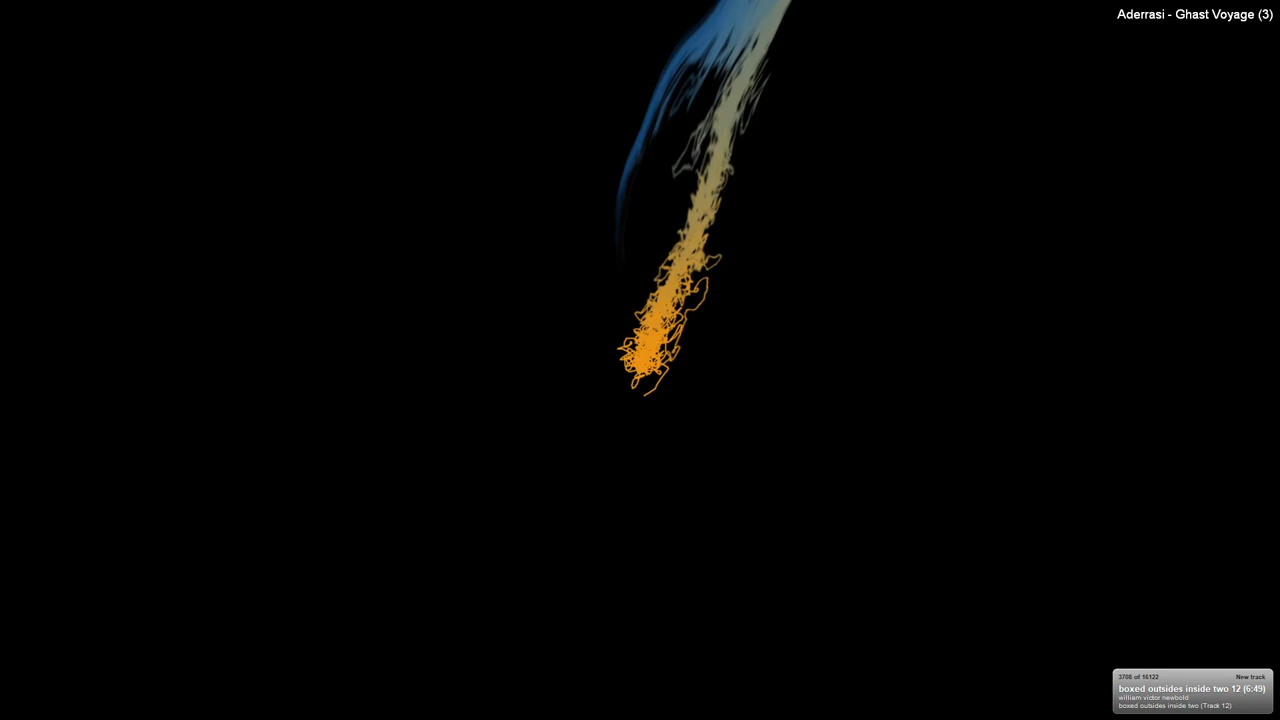 Aderrasi - Ghast Voyage (3)
3708 of 16122 New track
boxed outsides inside two 12 (6:49)
william victor newbold
boxed outsides inside two (Track 12)